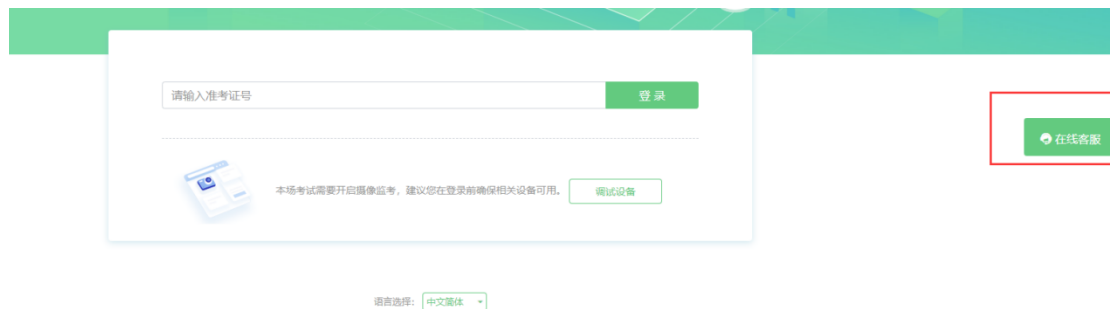 请输入准考证号
登 录
在线客服
本场考试需要开启摄像监考，建议您在登录前确保相关设备可用。
调试设备
语言选择：
中文简体